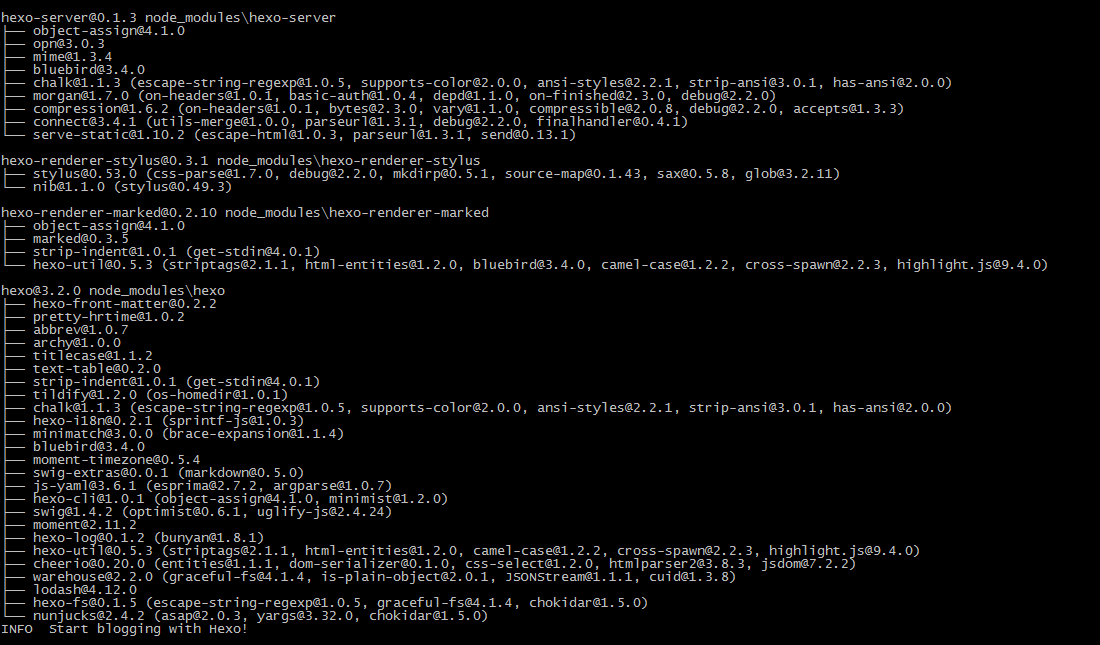 hexo-server@0.1.3 node_modules\hexo-server
├── object-assign@4.1.0
├── opn@3.0.3
├── mime@1.3.4
├── bluebird@3.4.0
├── chalk@1.1.3 (escape-string-regexp@1.0.5, supports-color@2.0.0, ansi-styles@2.2.1, strip-ansi@3.0.1, has-ansi@2.0.0)
├── morgan@1.7.0 (on-headers@1.0.1, basic-auth@1.0.4, depd@1.1.0, on-finished@2.3.0, debug@2.2.0)
├── compression@1.6.2 (on-headers@1.0.1, bytes@2.3.0, vary@1.1.0, compressible@2.0.8, debug@2.2.0, accepts@1.3.3)
├── connect@3.4.1 (utils-merge@1.0.0, parseurl@1.3.1, debug@2.2.0, finalhandler@0.4.1)
└── serve-static@1.10.2 (escape-html@1.0.3, parseurl@1.3.1, send@0.13.1)
hexo-renderer-stylus@0.3.1 node_modules\hexo-renderer-stylus
├── stylus@0.53.0 (css-parse@1.7.0, debug@2.2.0, mkdirp@0.5.1, source-map@0.1.43, sax@0.5.8, glob@3.2.11)
└── nib@1.1.0 (stylus@0.49.3)
hexo-renderer-marked@0.2.10 node_modules\hexo-renderer-marked
├── object-assign@4.1.0
├── marked@0.3.5
├── strip-indent@1.0.1 (get-stdin@4.0.1)
└── hexo-util@0.5.3 (striptags@2.1.1, html-entities@1.2.0, bluebird@3.4.0, camel-case@1.2.2, cross-spawn@2.2.3, highlight.js@9.4.0)
hexo@3.2.0 node_modules\hexo
├── hexo-front-matter@0.2.2
├── pretty-hrtime@1.0.2
├── abbrev@1.0.7
├── archy@1.0.0
├── titlecase@1.1.2
├── text-table@0.2.0
├── strip-indent@1.0.1 (get-stdin@4.0.1)
├── tildify@1.2.0 (os-homedir@1.0.1)
├── chalk@1.1.3 (escape-string-regexp@1.0.5, supports-color@2.0.0, ansi-styles@2.2.1, strip-ansi@3.0.1, has-ansi@2.0.0)
├── hexo-i18n@0.2.1 (sprintf-js@1.0.3)
├── minimatch@3.0.0 (brace-expansion@1.1.4)
├── bluebird@3.4.0
├── moment-timezone@0.5.4
├── swig-extras@0.0.1 (markdown@0.5.0)
├── js-yaml@3.6.1 (esprima@2.7.2, argparse@1.0.7)
├── hexo-cli@1.0.1 (object-assign@4.1.0, minimist@1.2.0)
├── swig@1.4.2 (optimist@0.6.1, uglify-js@2.4.24)
├── moment@2.11.2
├── hexo-log@0.1.2 (bunyan@1.8.1)
├── hexo-util@0.5.3 (striptags@2.1.1, html-entities@1.2.0, camel-case@1.2.2, cross-spawn@2.2.3, highlight.js@9.4.0)
├── cheerio@0.20.0 (entities@1.1.1, dom-serializer@0.1.0, css-select@1.2.0, htmlparser2@3.8.3, jsdom@7.2.2)
├── warehouse@2.2.0 (graceful-fs@4.1.4, is-plain-object@2.0.1, JSONStream@1.1.1, cuid@1.3.8)
├── lodash@4.12.0
├── hexo-fs@0.1.5 (escape-string-regexp@1.0.5, graceful-fs@4.1.4, chokidar@1.5.0)
└── nunjucks@2.4.2 (asap@2.0.3, yargs@3.32.0, chokidar@1.5.0)
INFO  Start blogging with Hexo!